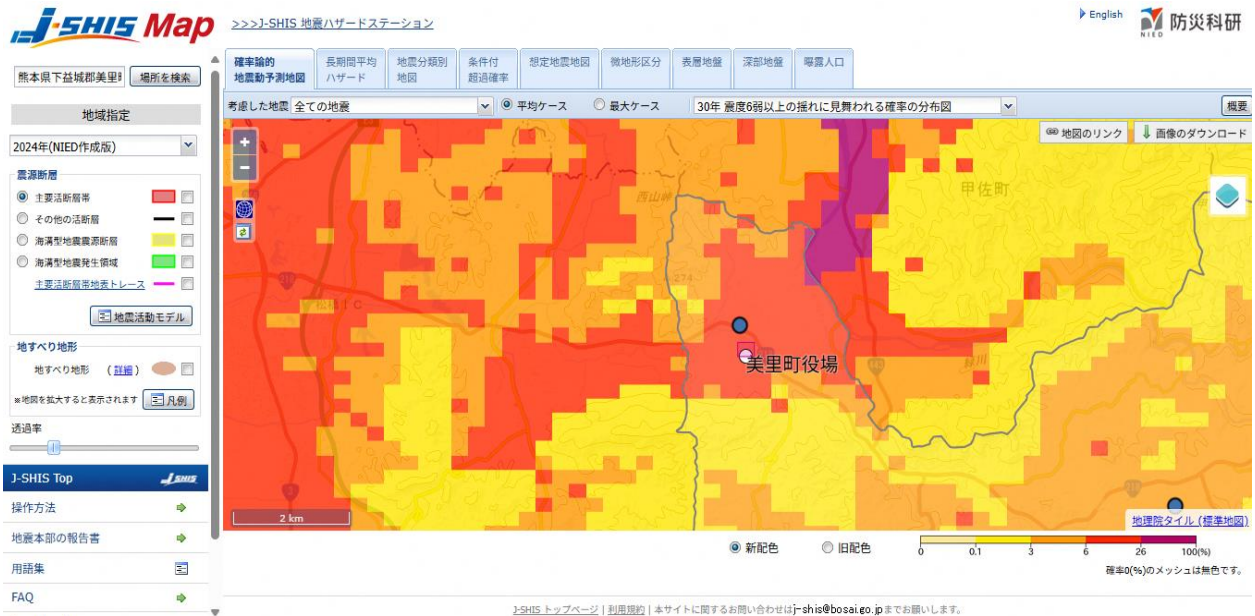 J-SHIS Map
>>>J-SHIS 地震ハザードステーション
English
NIED
防災科研
熊本県下益城郡美里町
場所を検索
地域指定
2024年(NIED作成版)
震源断層
主要活断層帯
その他の活断層
海溝型地震震源断層
海溝型地震発生領域
主要活断層帯地表トレース
地震活動モデル
地すべり地形
地すべり地形 (詳細)
※地図を拡大すると表示されます
凡例
透過率
J-SHIS Top
J-SHIS
操作方法
地震本部の報告書
用語集
FAQ
確率論的
地震動予測地図
長期間平均
ハザード
地震分類別
地図
条件付
超過確率
想定地震地図
微地形区分
表層地盤
深部地盤
曝露人口
考慮した地震
全ての地震
平均ケース
最大ケース
30年 震度6弱以上の揺れに見舞われる確率の分布図
概要
+
−
地図のリンク
画像のダウンロード
甲佐町
西山峠
274
218
松橋IC
3
443
美里町役場
218
2 km
地理院タイル (標準地図)
新配色
旧配色
0
0.1
3
6
26
100(%)
確率0(%)のメッシュは無色です。
J-SHIS トップページ | 利用規約 | 本サイトに関するお問い合わせはj-shis@bosai.go.jpまでお願いします。